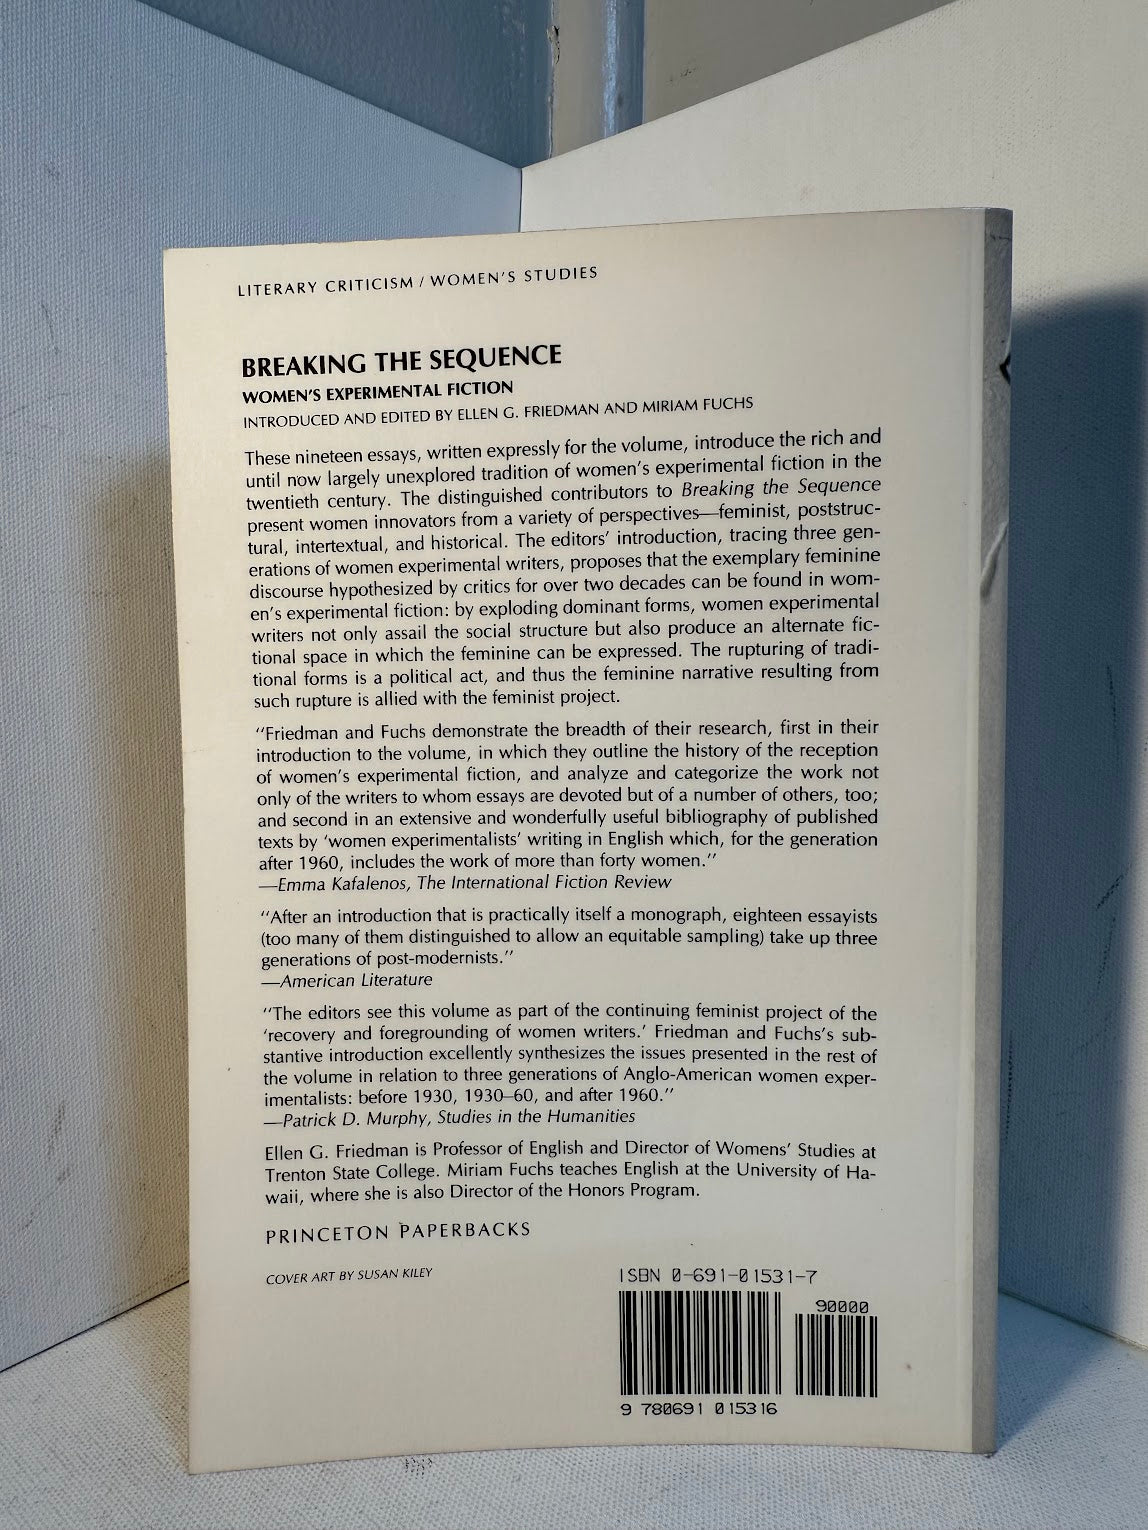 LITERARY CRITICISM / WOMEN'S STUDIES
BREAKING THE SEQUENCE
WOMEN'S EXPERIMENTAL FICTION
INTRODUCED AND EDITED BY ELLEN G. FRIEDMAN AND MIRIAM FUCHS
These nineteen essays, written expressly for the volume, introduce the rich and
until now largely unexplored tradition of women's experimental fiction in the
twentieth century. The distinguished contributors to Breaking the Sequence
present women innovators from a variety of perspectives—feminist, poststruc-
tural, intertextual, and historical. The editors' introduction, tracing three gen-
erations of women experimental writers, proposes that the exemplary feminine
discourse hypothesized by critics for over two decades can be found in wom-
en's experimental fiction: by exploding dominant forms, women experimental
writers not only assail the social structure but also produce an alternate fic-
tional space in which the feminine can be expressed. The rupturing of tradi-
tional forms is a political act, and thus the feminine narrative resulting from
such rupture is allied with the feminist project.
"Friedman and Fuchs demonstrate the breadth of their research, first in their
introduction to the volume, in which they outline the history of the reception
of women's experimental fiction, and analyze and categorize the work not
only of the writers to whom essays are devoted but of a number of others, too;
and second in an extensive and wonderfully useful bibliography of published
texts by 'women experimentalists' writing in English which, for the generation
after 1960, includes the work of more than forty women."
—Emma Kafalenos, The International Fiction Review
"After an introduction that is practically itself a monograph, eighteen essayists
(too many of them distinguished to allow an equitable sampling) take up three
generations of post-modernists."
—American Literature
"The editors see this volume as part of the continuing feminist project of the
'recovery and foregrounding of women writers.' Friedman and Fuchs's sub-
stantive introduction excellently synthesizes the issues presented in the rest of
the volume in relation to three generations of Anglo-American women exper-
imentalists: before 1930, 1930–60, and after 1960."
—Patrick D. Murphy, Studies in the Humanities
Ellen G. Friedman is Professor of English and Director of Womens' Studies at
Trenton State College. Miriam Fuchs teaches English at the University of Ha-
waii, where she is also Director of the Honors Program.
PRINCETON PAPERBACKS
COVER ART BY SUSAN KILEY
ISBN 0-691-01531-7
90000
9 780691 015316